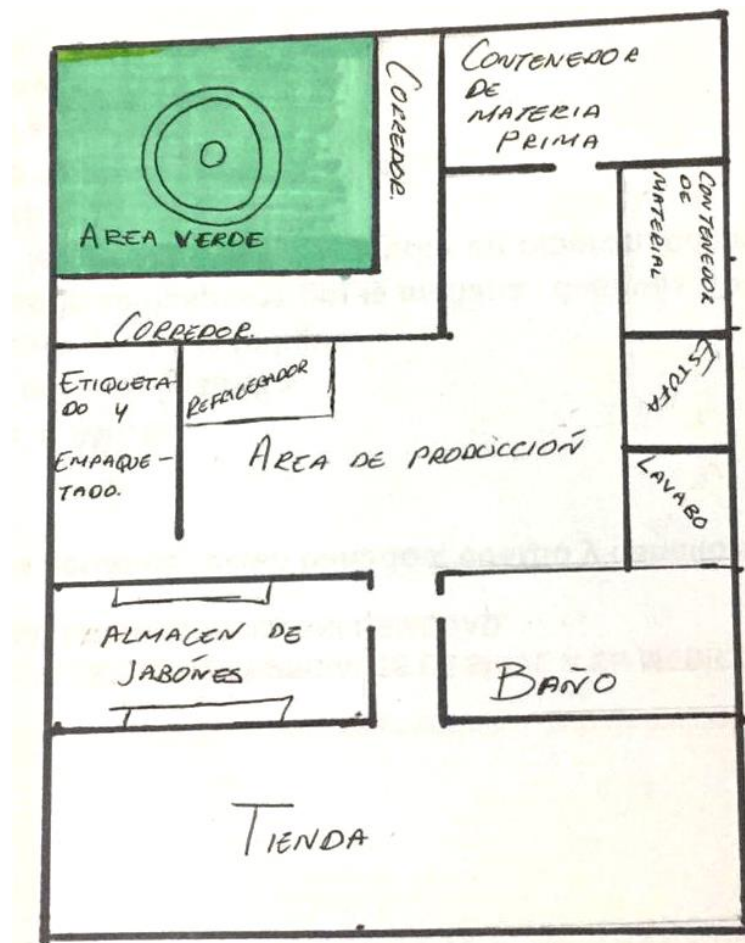 CORREDOR.
CONTENEDOR
DE
MATERIA
PRIMA
AREA VERDE
CONTENEDOR
DE
MATERIAL
CORREDOR.
ETIQUETA-
DO Y
EMPAQUE-
TADO.
REFRIGERADOR
ESTUFA
AREA DE PRODUCCIÓN
LAVABO
ALMACEN DE
JABONES
BAÑO
TIENDA